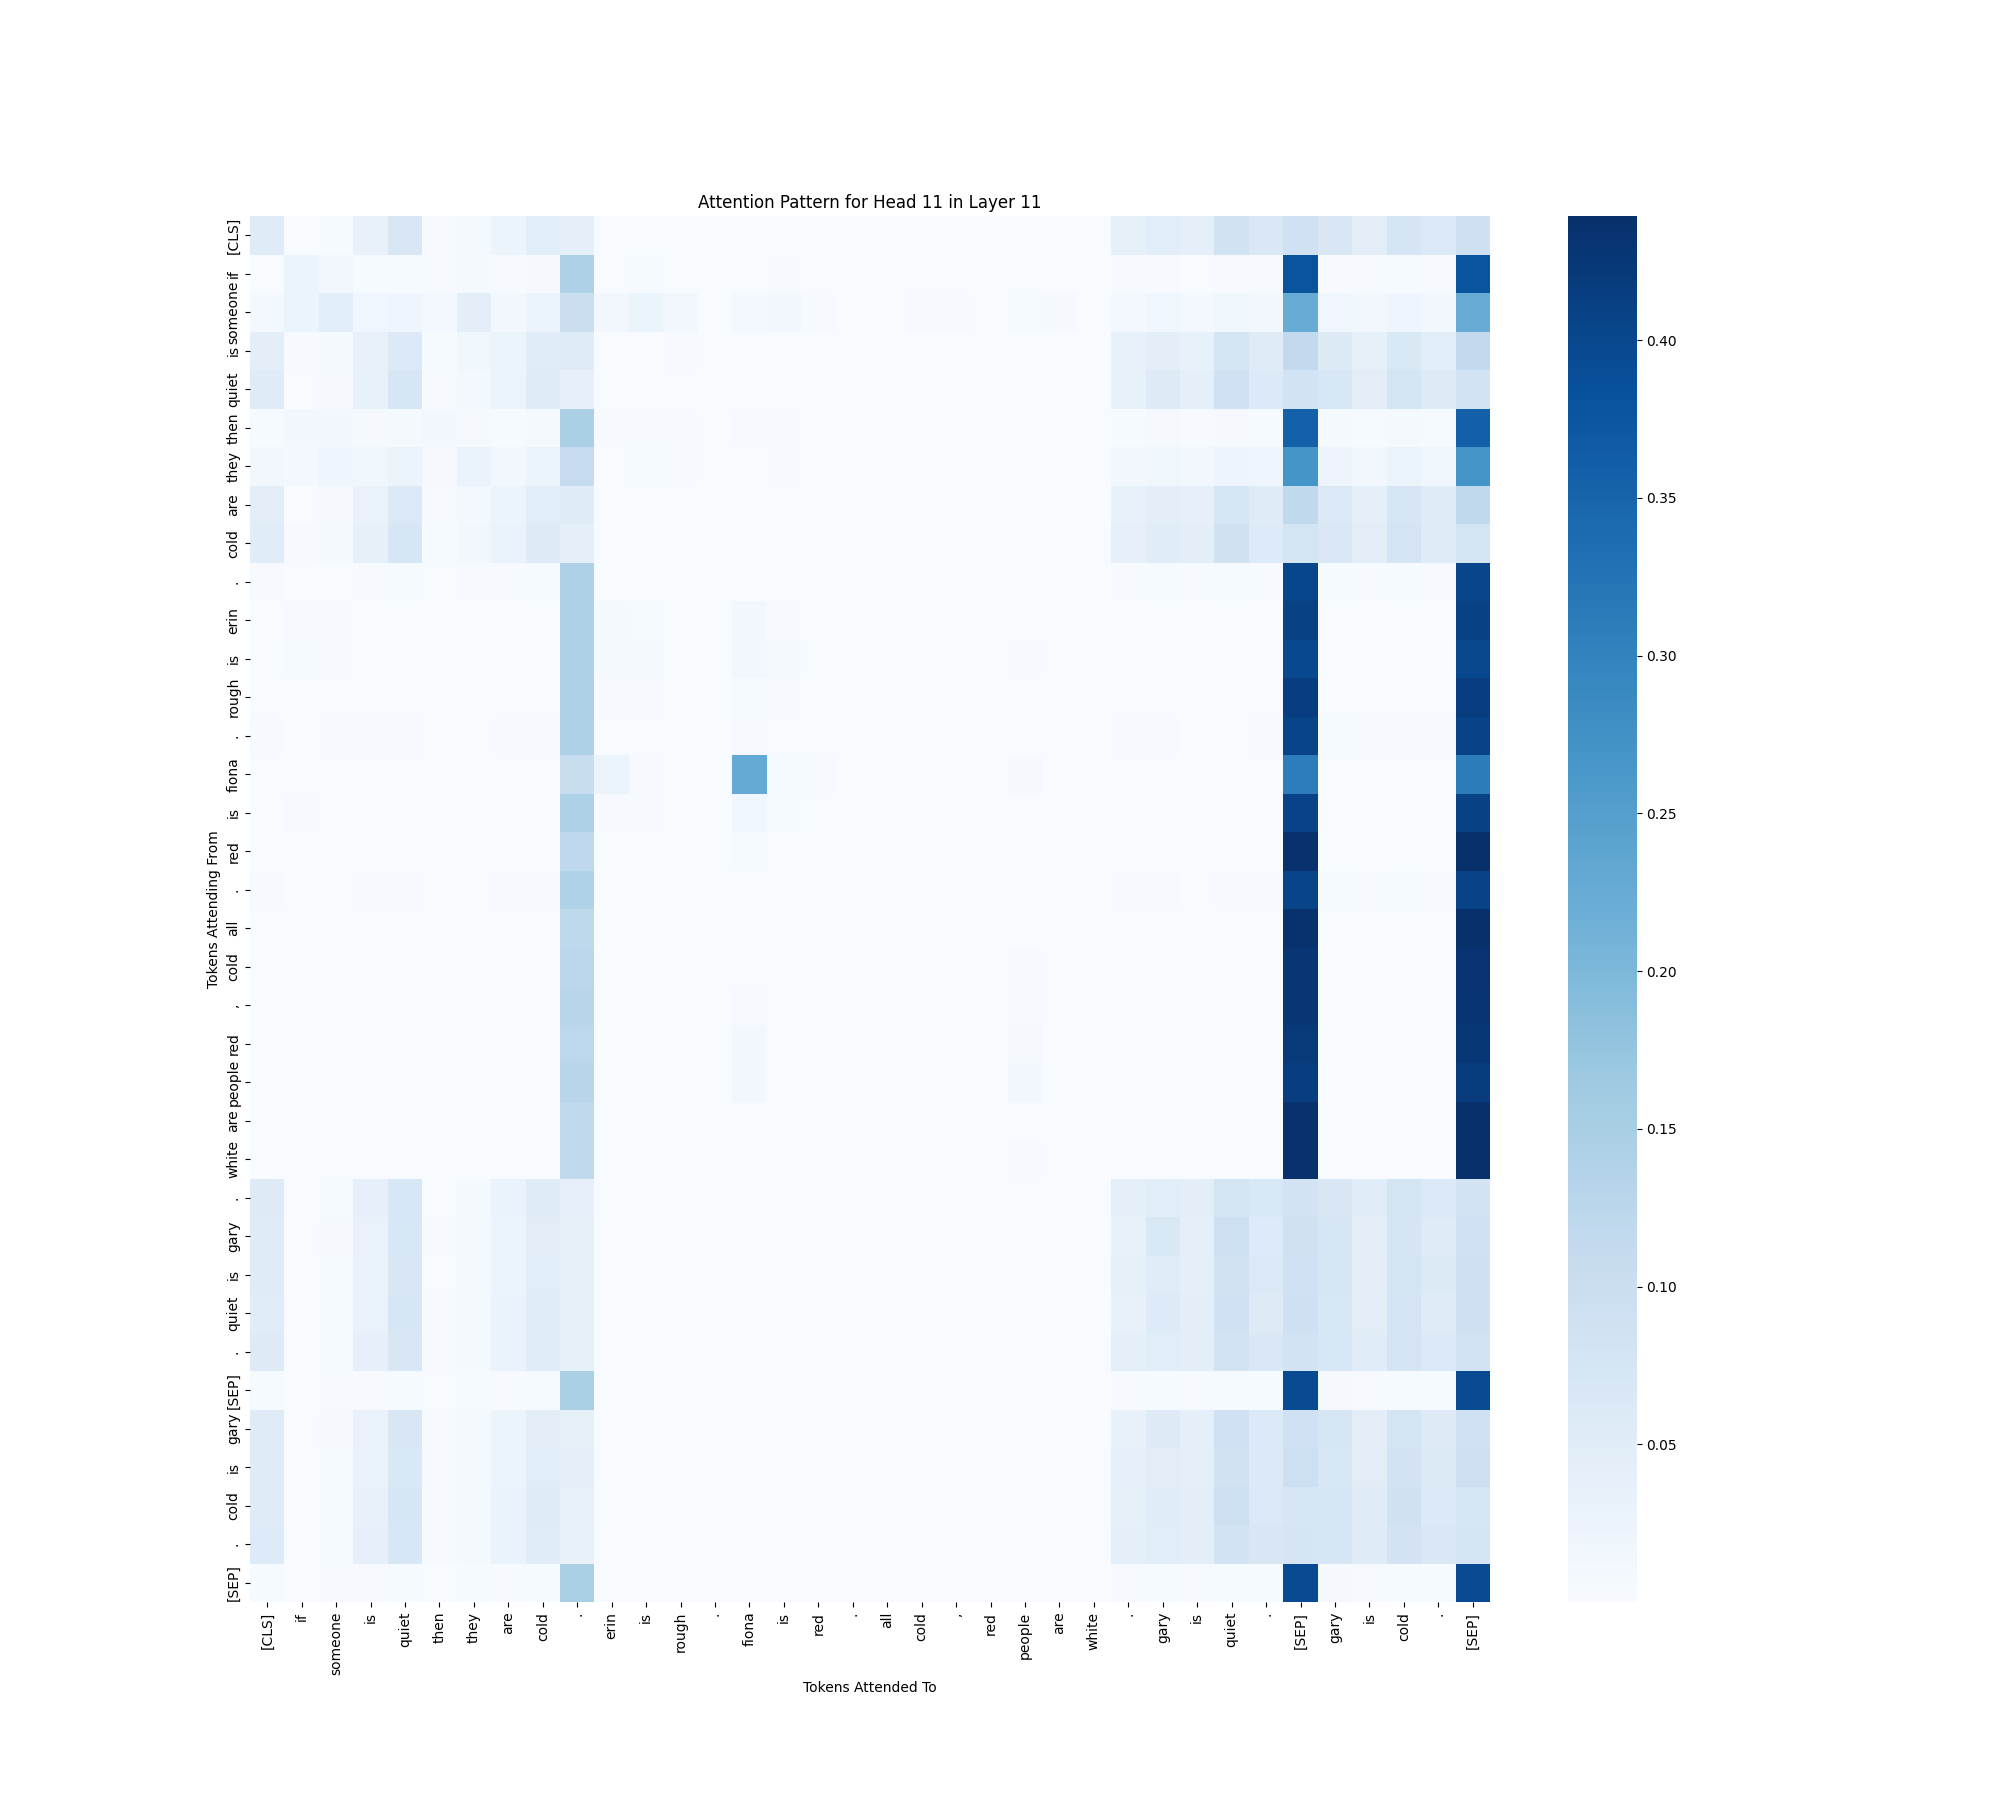 Attention Pattern for Head 11 in Layer 11
Tokens Attending From
[CLS]
if
someone
is
quiet
then
they
are
cold
.
erin
is
rough
.
fiona
is
red
.
all
cold
,
red
people
are
white
.
gary
is
quiet
.
[SEP]
gary
is
cold
.
[SEP]
[CLS] if someone is quiet then they are cold . erin is rough . fiona is red . all cold , red people are white . gary is quiet . [SEP] gary is cold . [SEP]
Tokens Attended To
0.40
0.35
0.30
0.25
0.20
0.15
0.10
0.05